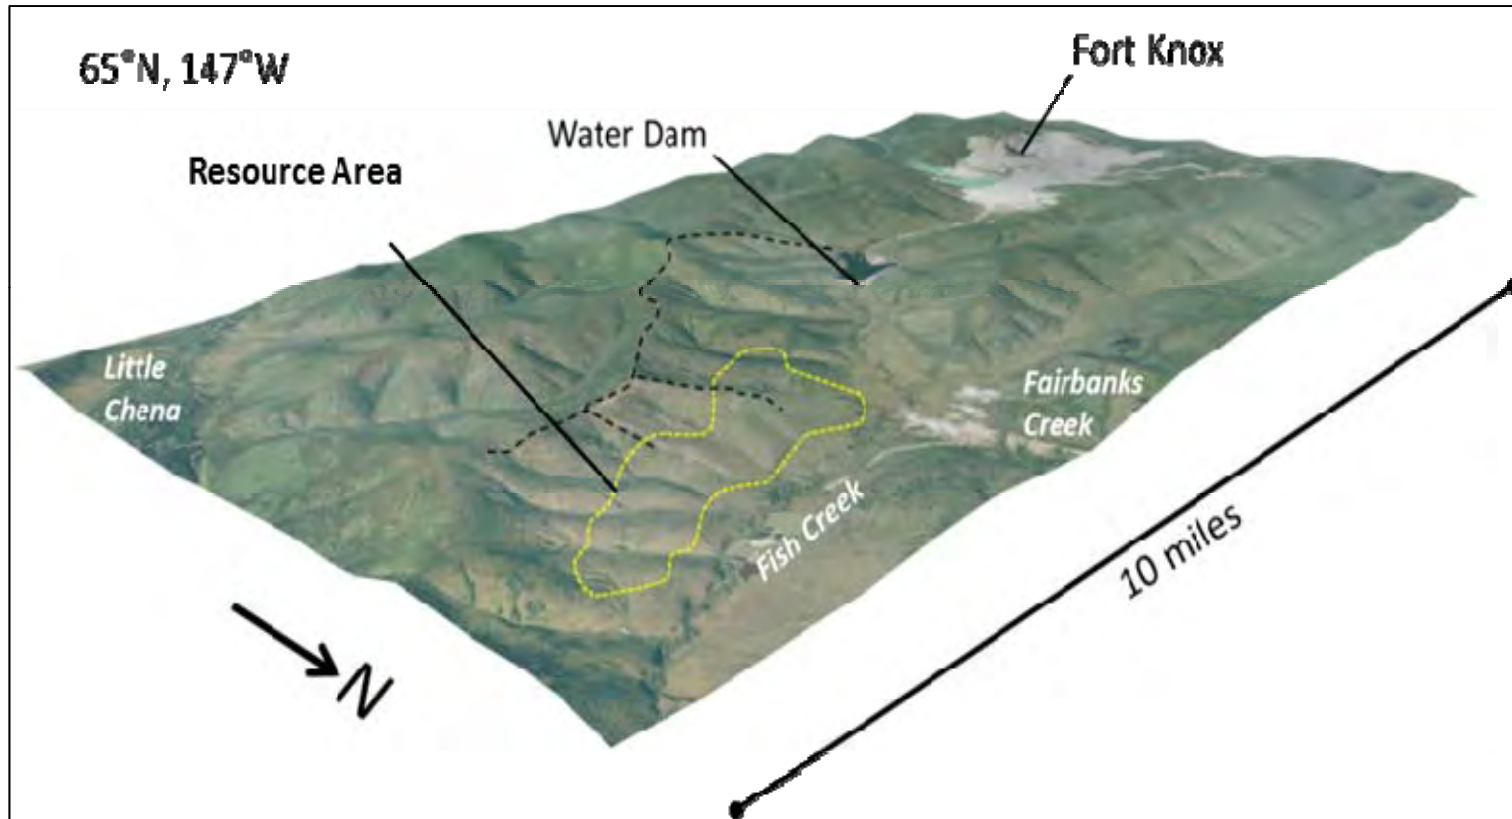 65°N, 147°W
Fort Knox
Water Dam
Resource Area
Little
Chena
Fairbanks
Creek
Fish Creek
10 miles
N